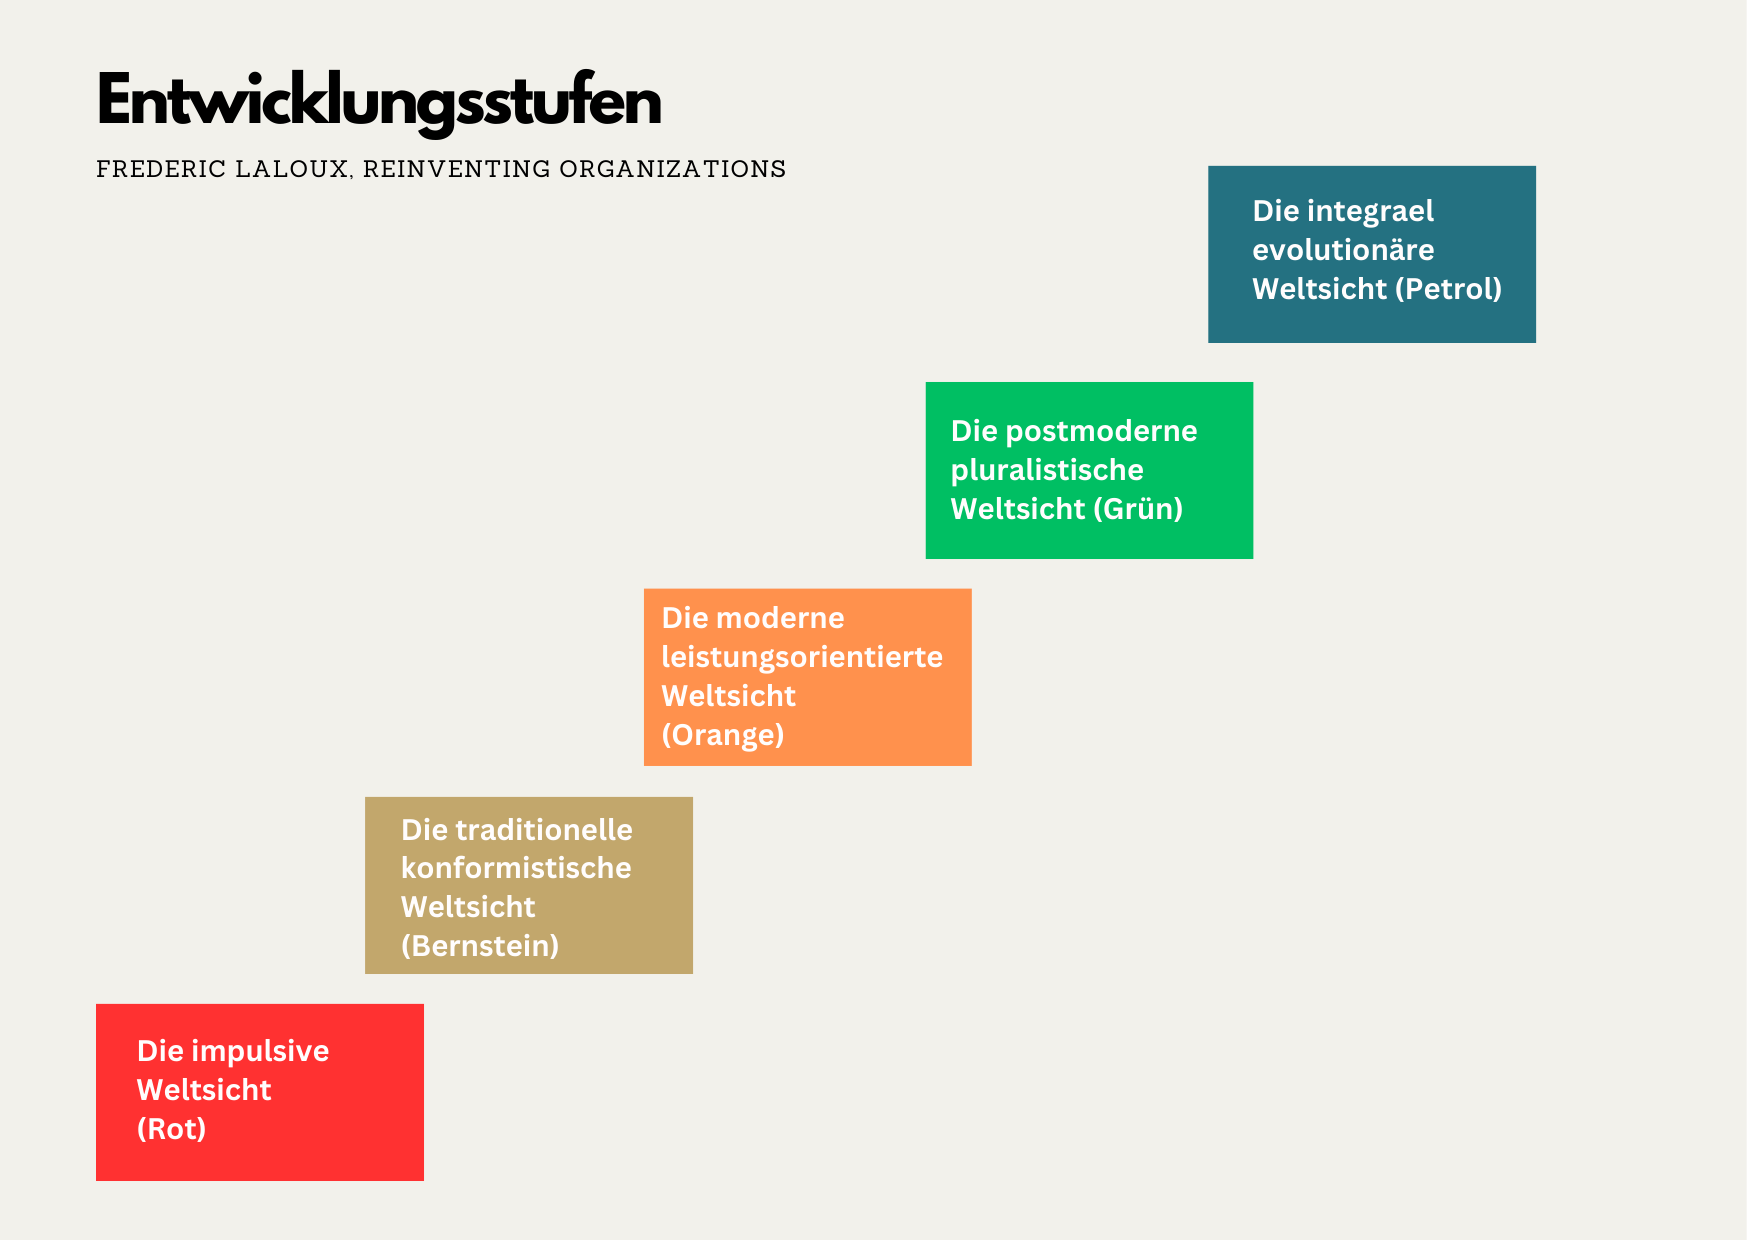 Entwicklungsstufen
FREDERIC LALOUX, REINVENTING ORGANIZATIONS
Die integrael
evolutionäre
Weltsicht (Petrol)
Die postmoderne
pluralistische
Weltsicht (Grün)
Die moderne
leistungsorientierte
Weltsicht
(Orange)
Die traditionelle
konformistische
Weltsicht
(Bernstein)
Die impulsive
Weltsicht
(Rot)